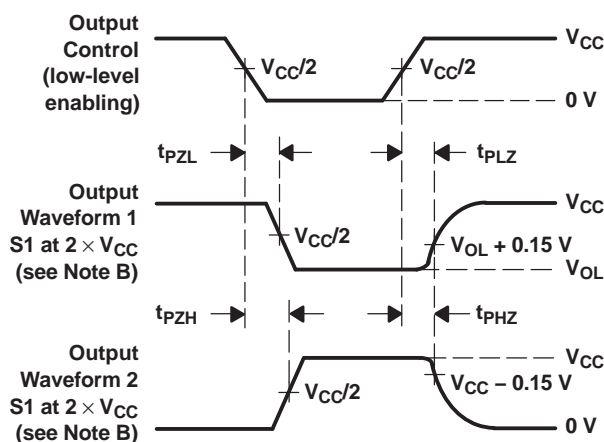 Output
Control
(low-level
enabling)
V_CC
V_CC/2
V_CC/2
0 V
t_PZL
t_PLZ
Output
Waveform 1
S1 at 2 × V_CC
(see Note B)
V_CC
V_CC/2
V_OL + 0.15 V
V_OL
t_PZH
t_PHZ
Output
Waveform 2
S1 at 2 × V_CC
(see Note B)
V_CC
V_CC/2
V_CC – 0.15 V
0 V